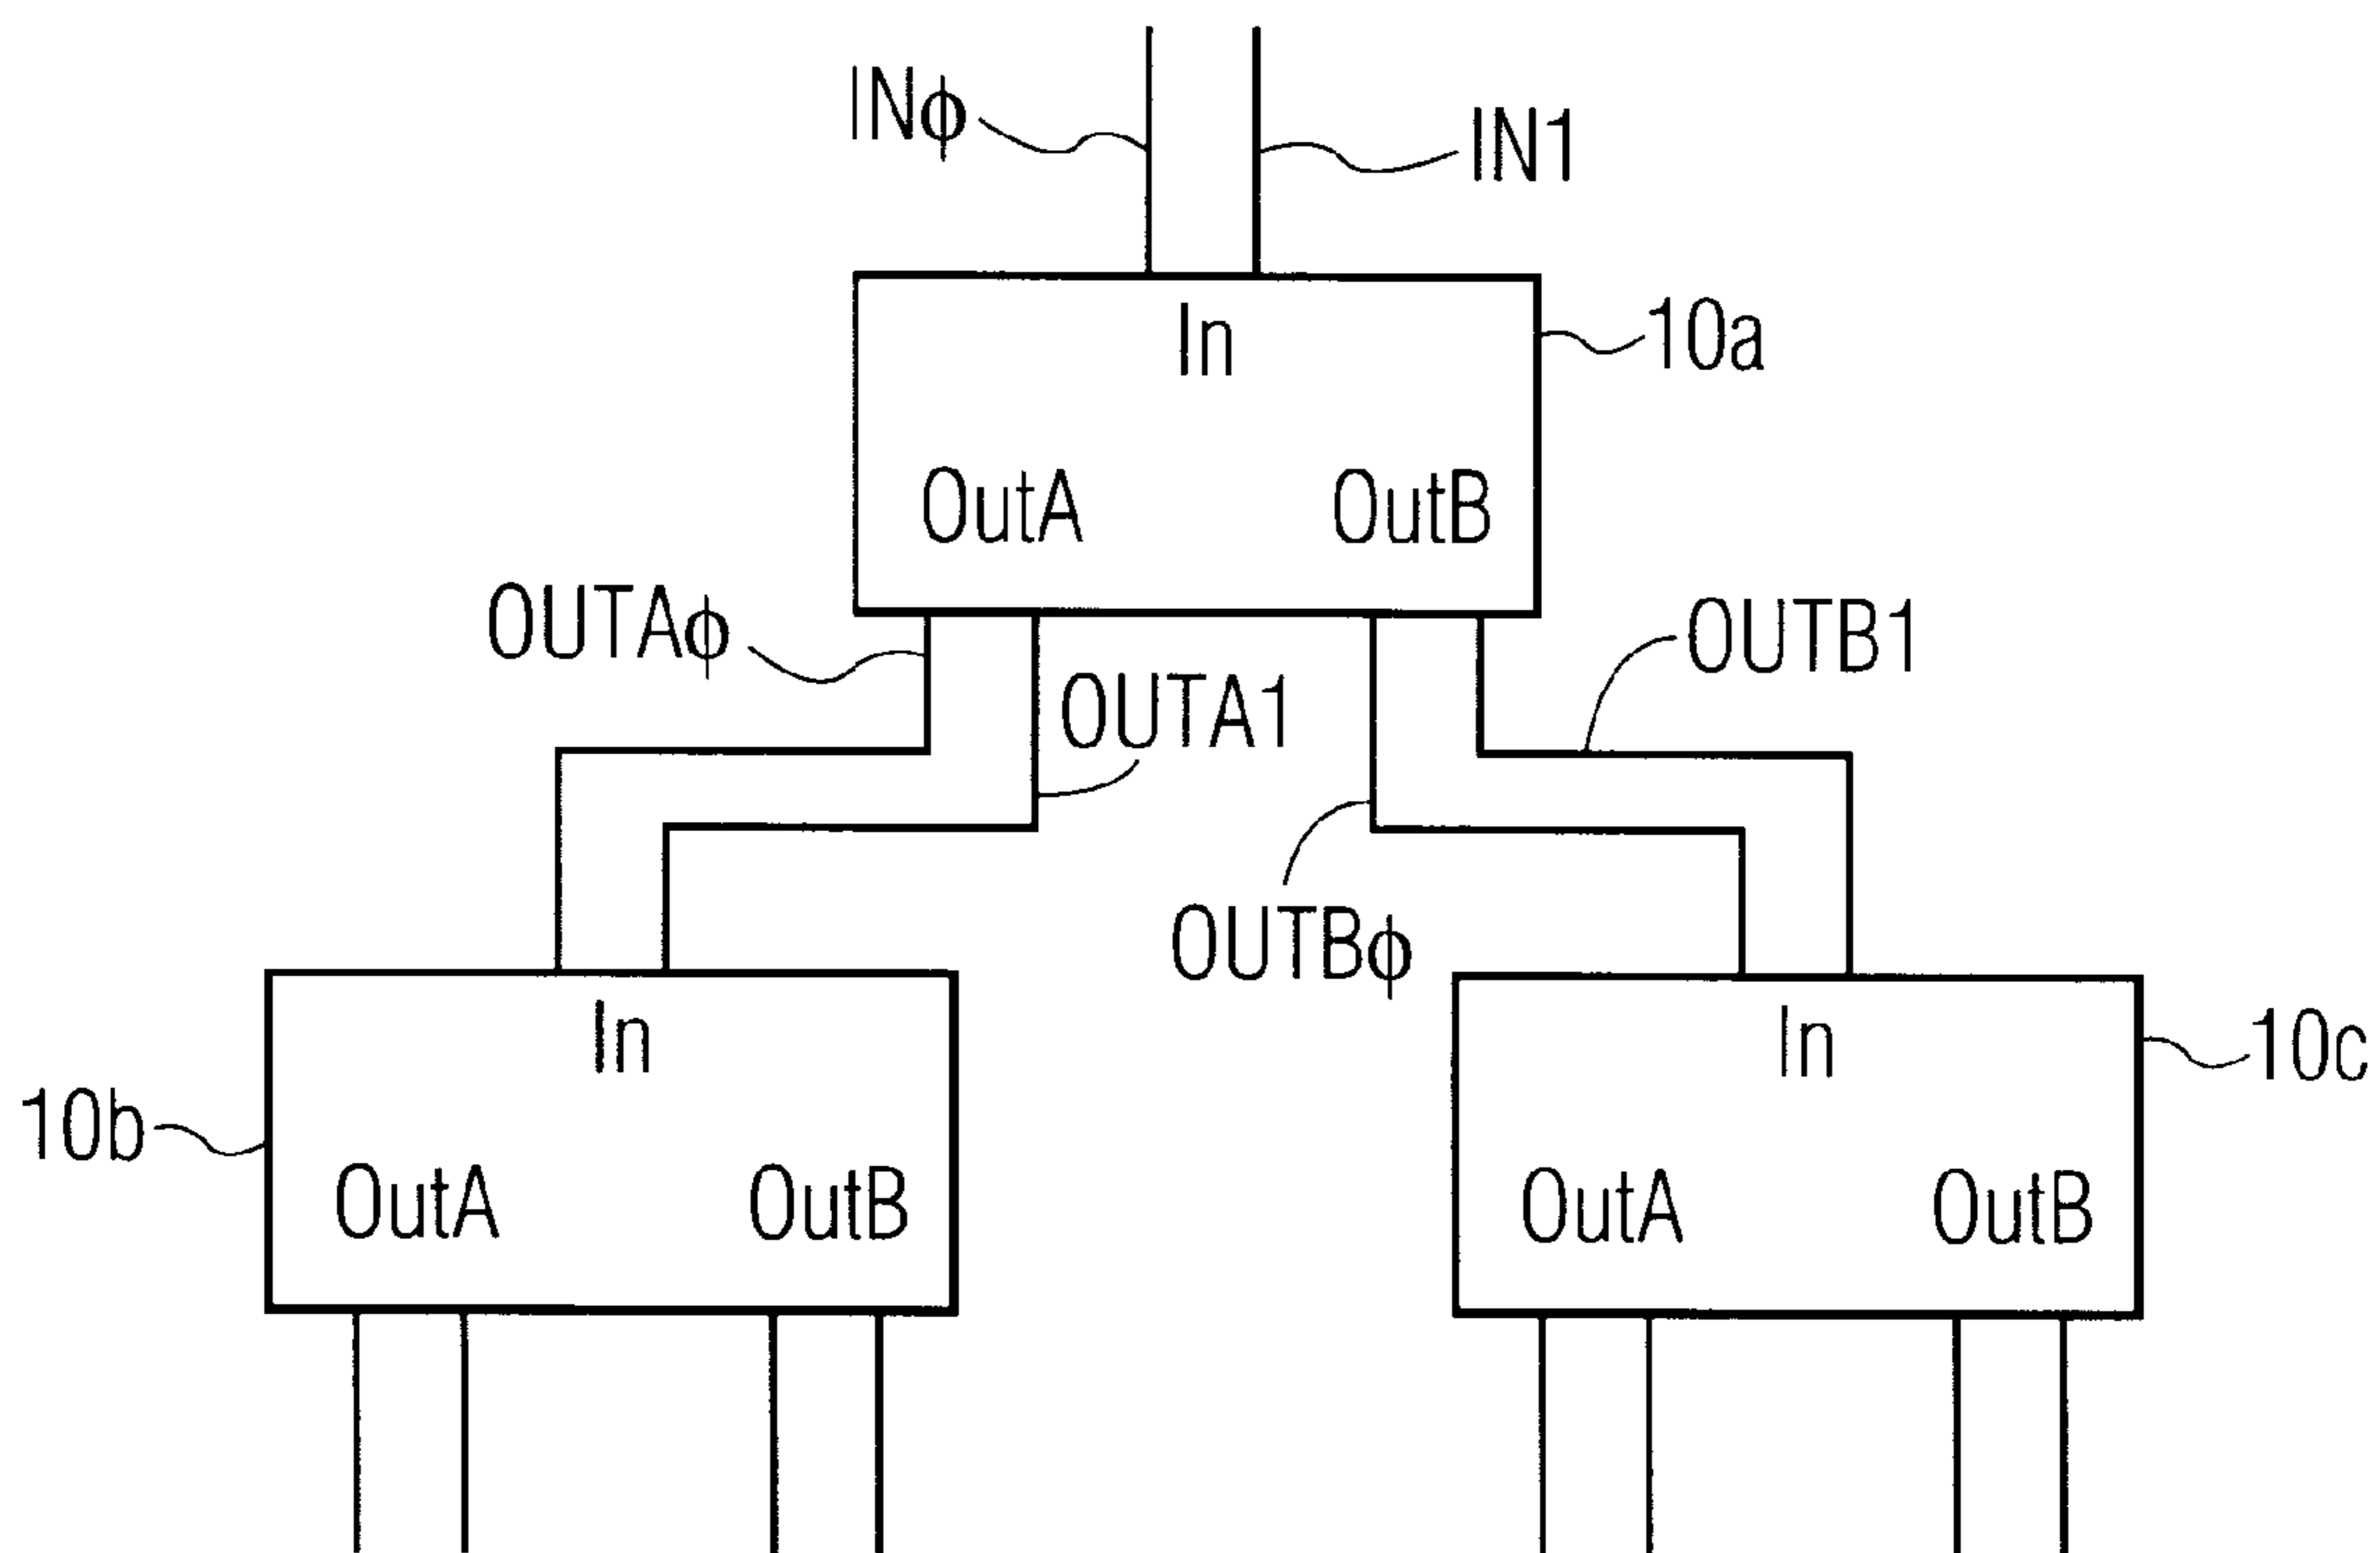 INϕ
IN1
In
10a
OutA OutB
OUTAϕ
OUTB1
OUTA1
OUTBϕ
In
In
10c
10b
OutA OutB
OutA OutB